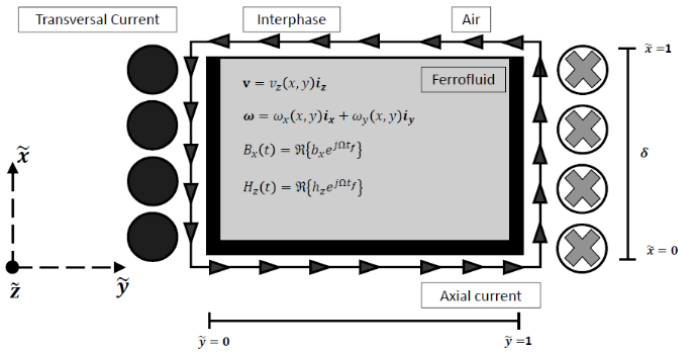 Transversal Current
Interphase
Air
x̃=1
Ferrofluid
𝐯 = v_z(x, y)𝒊_𝒛
𝝎 = ω_x(x, y)𝒊_𝒙 + ω_y(x, y)𝒊_𝒚
B_x(t) = ℜ{b_x e^{jΩt_f}}
H_z(t) = ℜ{h_z e^{jΩt_f}}
x̃
δ
x̃=0
z̃
ỹ
Axial current
ỹ=0
ỹ=1